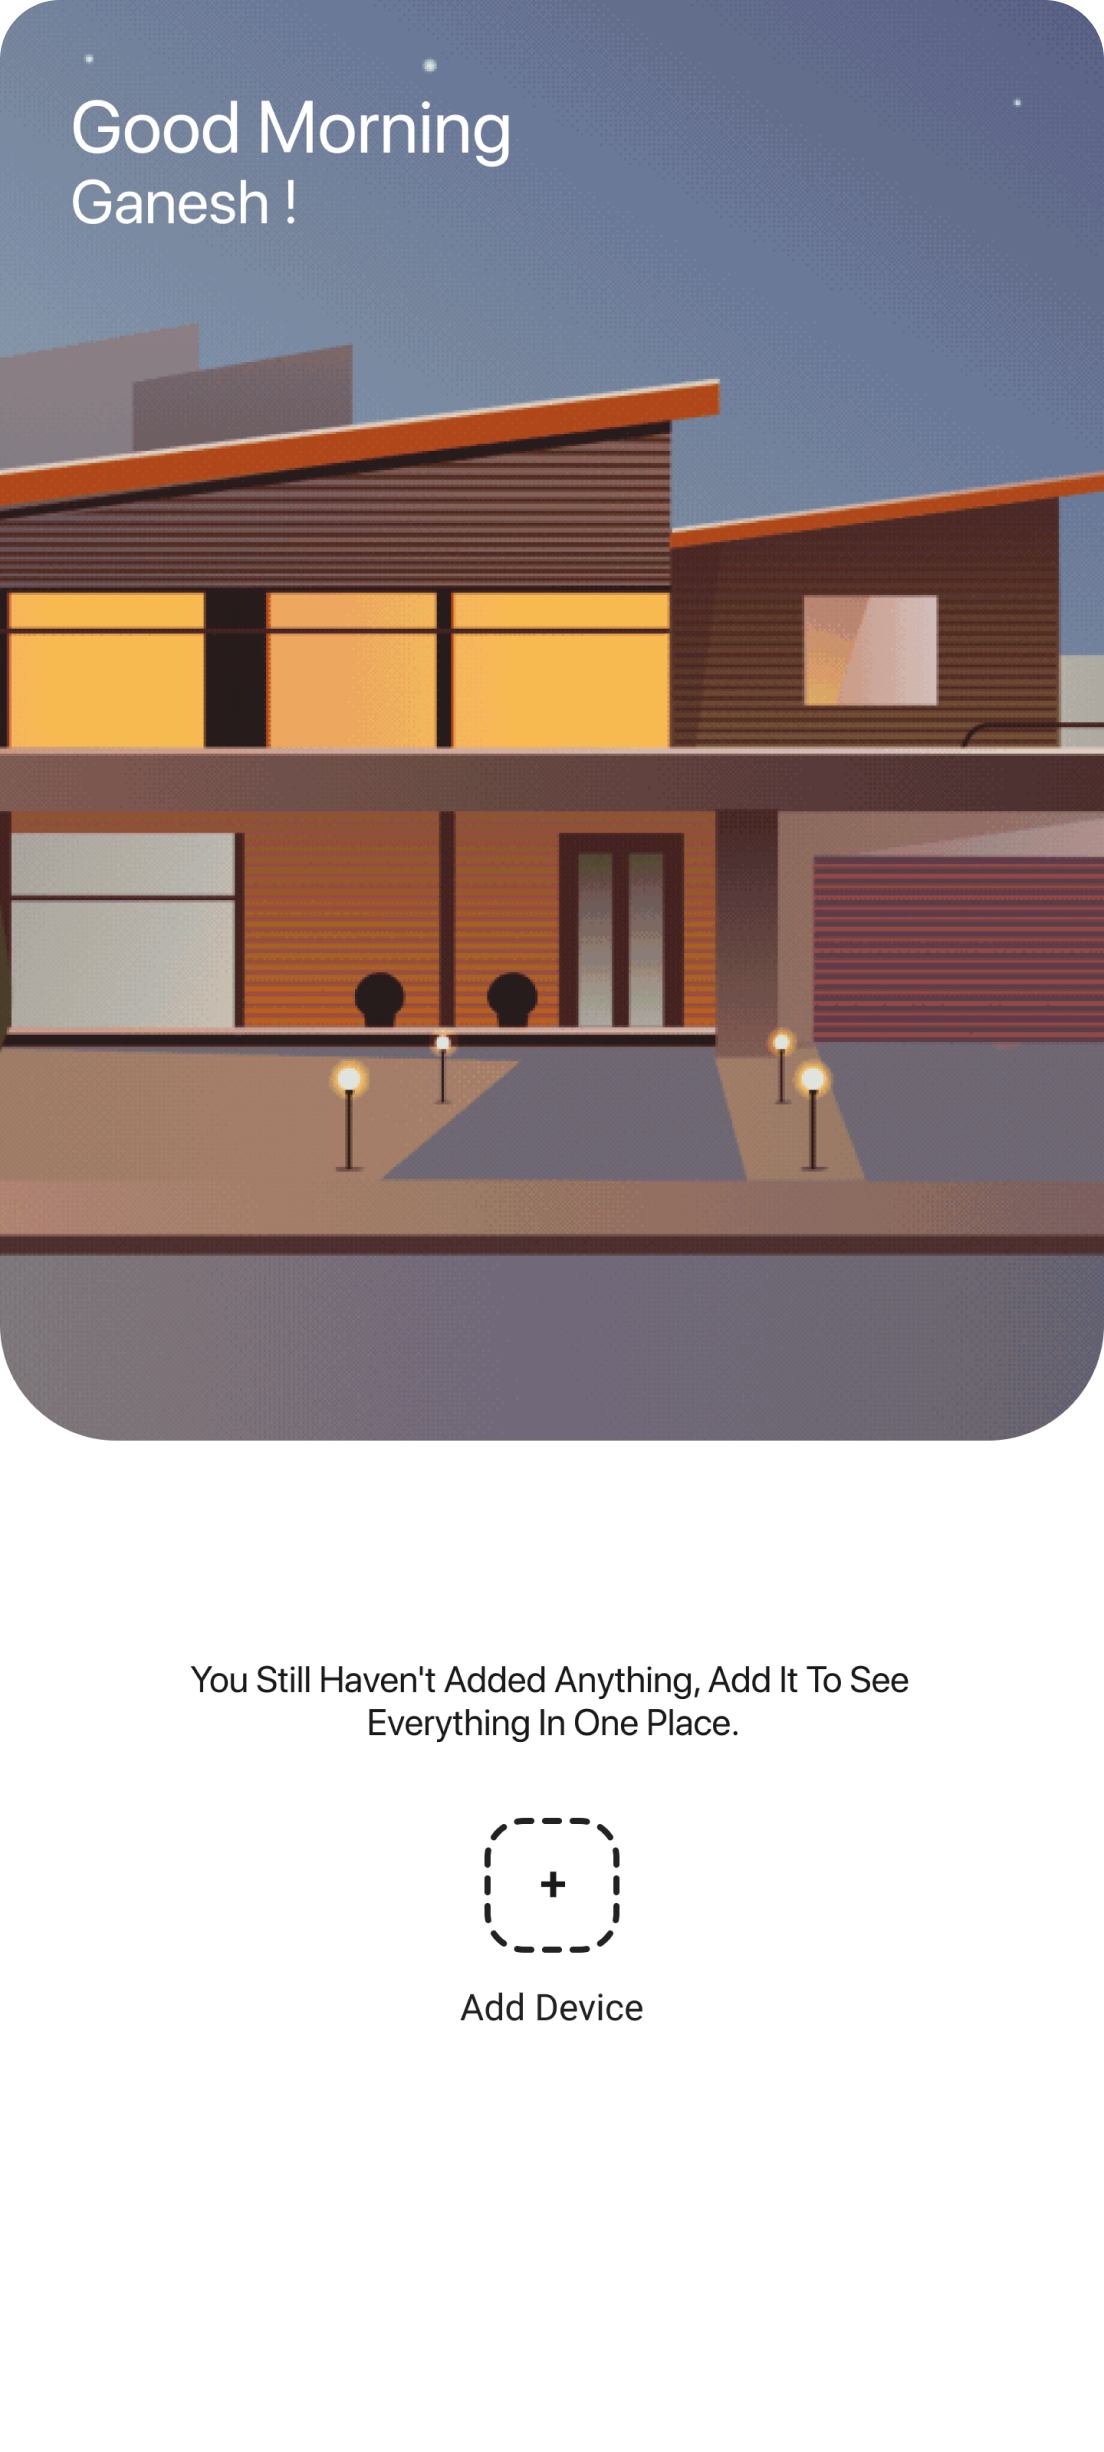 Good Morning
Ganesh !
You Still Haven't Added Anything, Add It To See
Everything In One Place.
+
Add Device